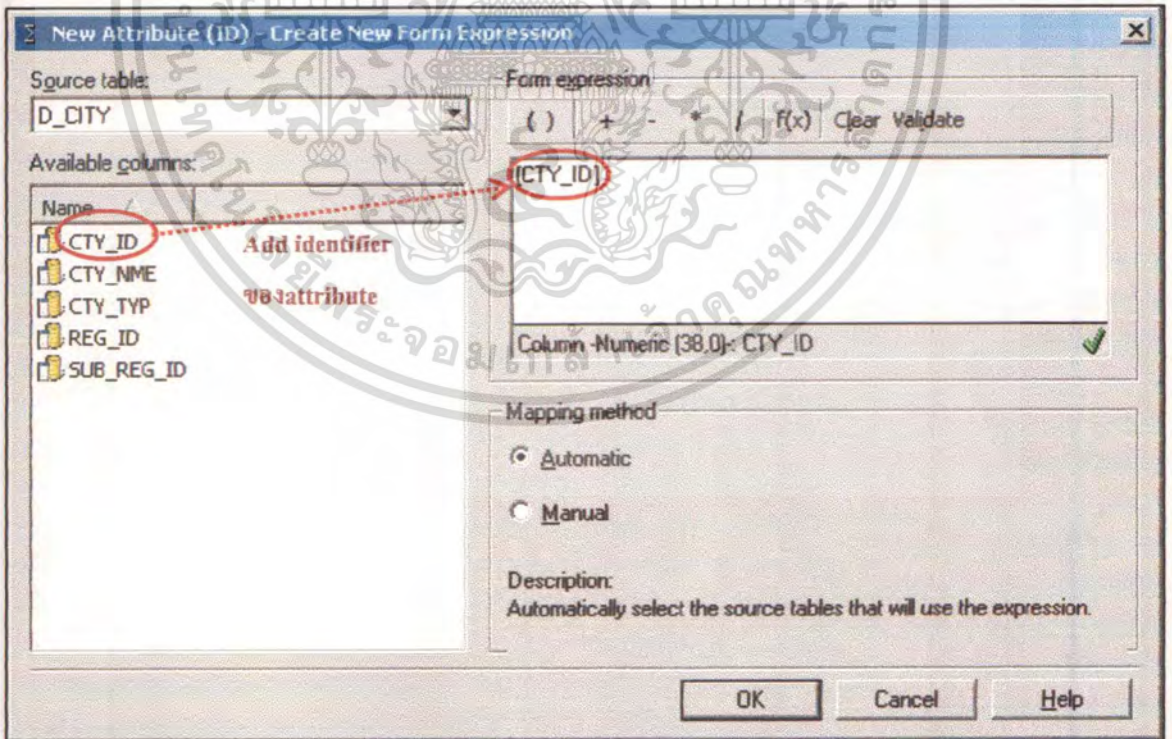 New Attribute (ID) - Create New Form Expression
Source table:
D_CITY
Available columns:
Name
CTY_ID
CTY_NME
CTY_TYP
REG_ID
SUB_REG_ID
Add identifier
ของattribute
Form expression
( ) + - * / f(x) Clear Validate
[CTY_ID]
Column -Numeric (38,0)-: CTY_ID
Mapping method
Automatic
Manual
Description:
Automatically select the source tables that will use the expression.
OK Cancel Help